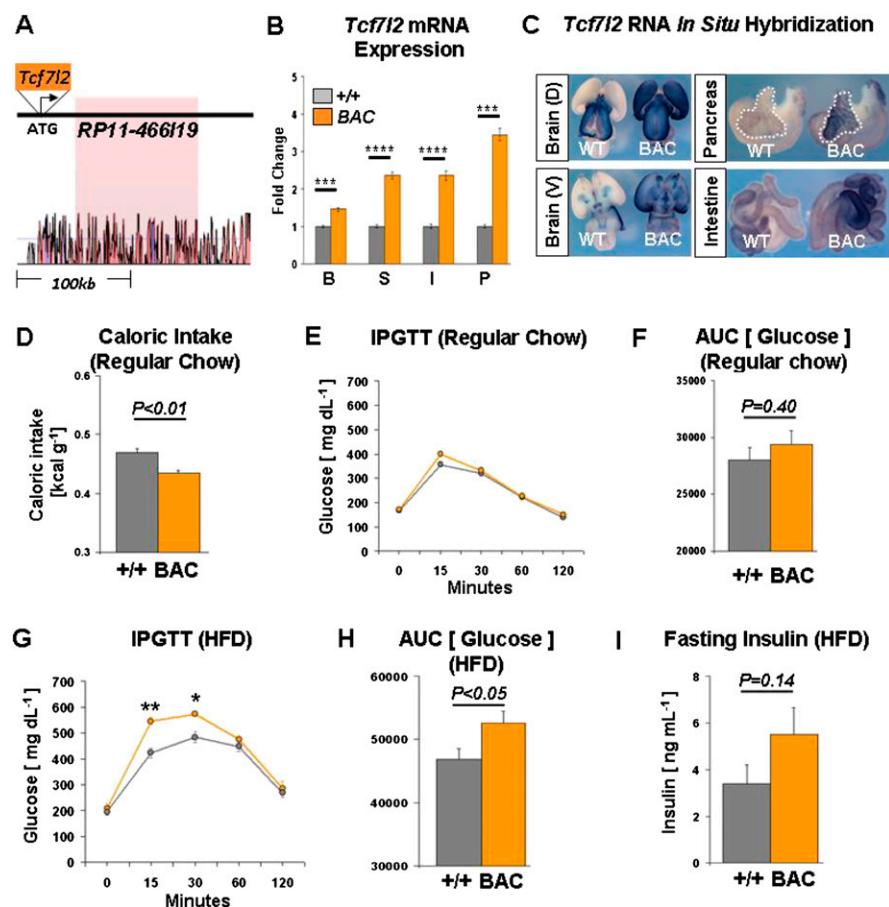 A
Tcf7l2
ATG
RP11-466I19
100kb
B
Tcf7l2 mRNA
Expression
+/+
BAC
Fold Change
5
4
3
2
1
0
***
****
****
***
B S I P
C
Tcf7l2 RNA In Situ Hybridization
Brain (D)
WT BAC
Pancreas
WT BAC
Brain (V)
WT BAC
Intestine
WT BAC
D
Caloric Intake
(Regular Chow)
Caloric intake
[kcal g-1]
0.6
0.5
0.4
0.3
P<0.01
+/+ BAC
E
IPGTT (Regular Chow)
Glucose [ mg dL-1]
700
600
500
400
300
200
100
0
0 15 30 60 120
Minutes
F
AUC [ Glucose ]
(Regular chow)
35000
30000
25000
20000
P=0.40
+/+ BAC
G
IPGTT (HFD)
Glucose [ mg dL-1]
700
600
500
400
300
200
100
0
** *
0 15 30 60 120
Minutes
H
AUC [ Glucose ]
(HFD)
60000
50000
40000
30000
P<0.05
+/+ BAC
I
Fasting Insulin (HFD)
Insulin [ ng mL-1]
8
6
4
2
0
P=0.14
+/+ BAC